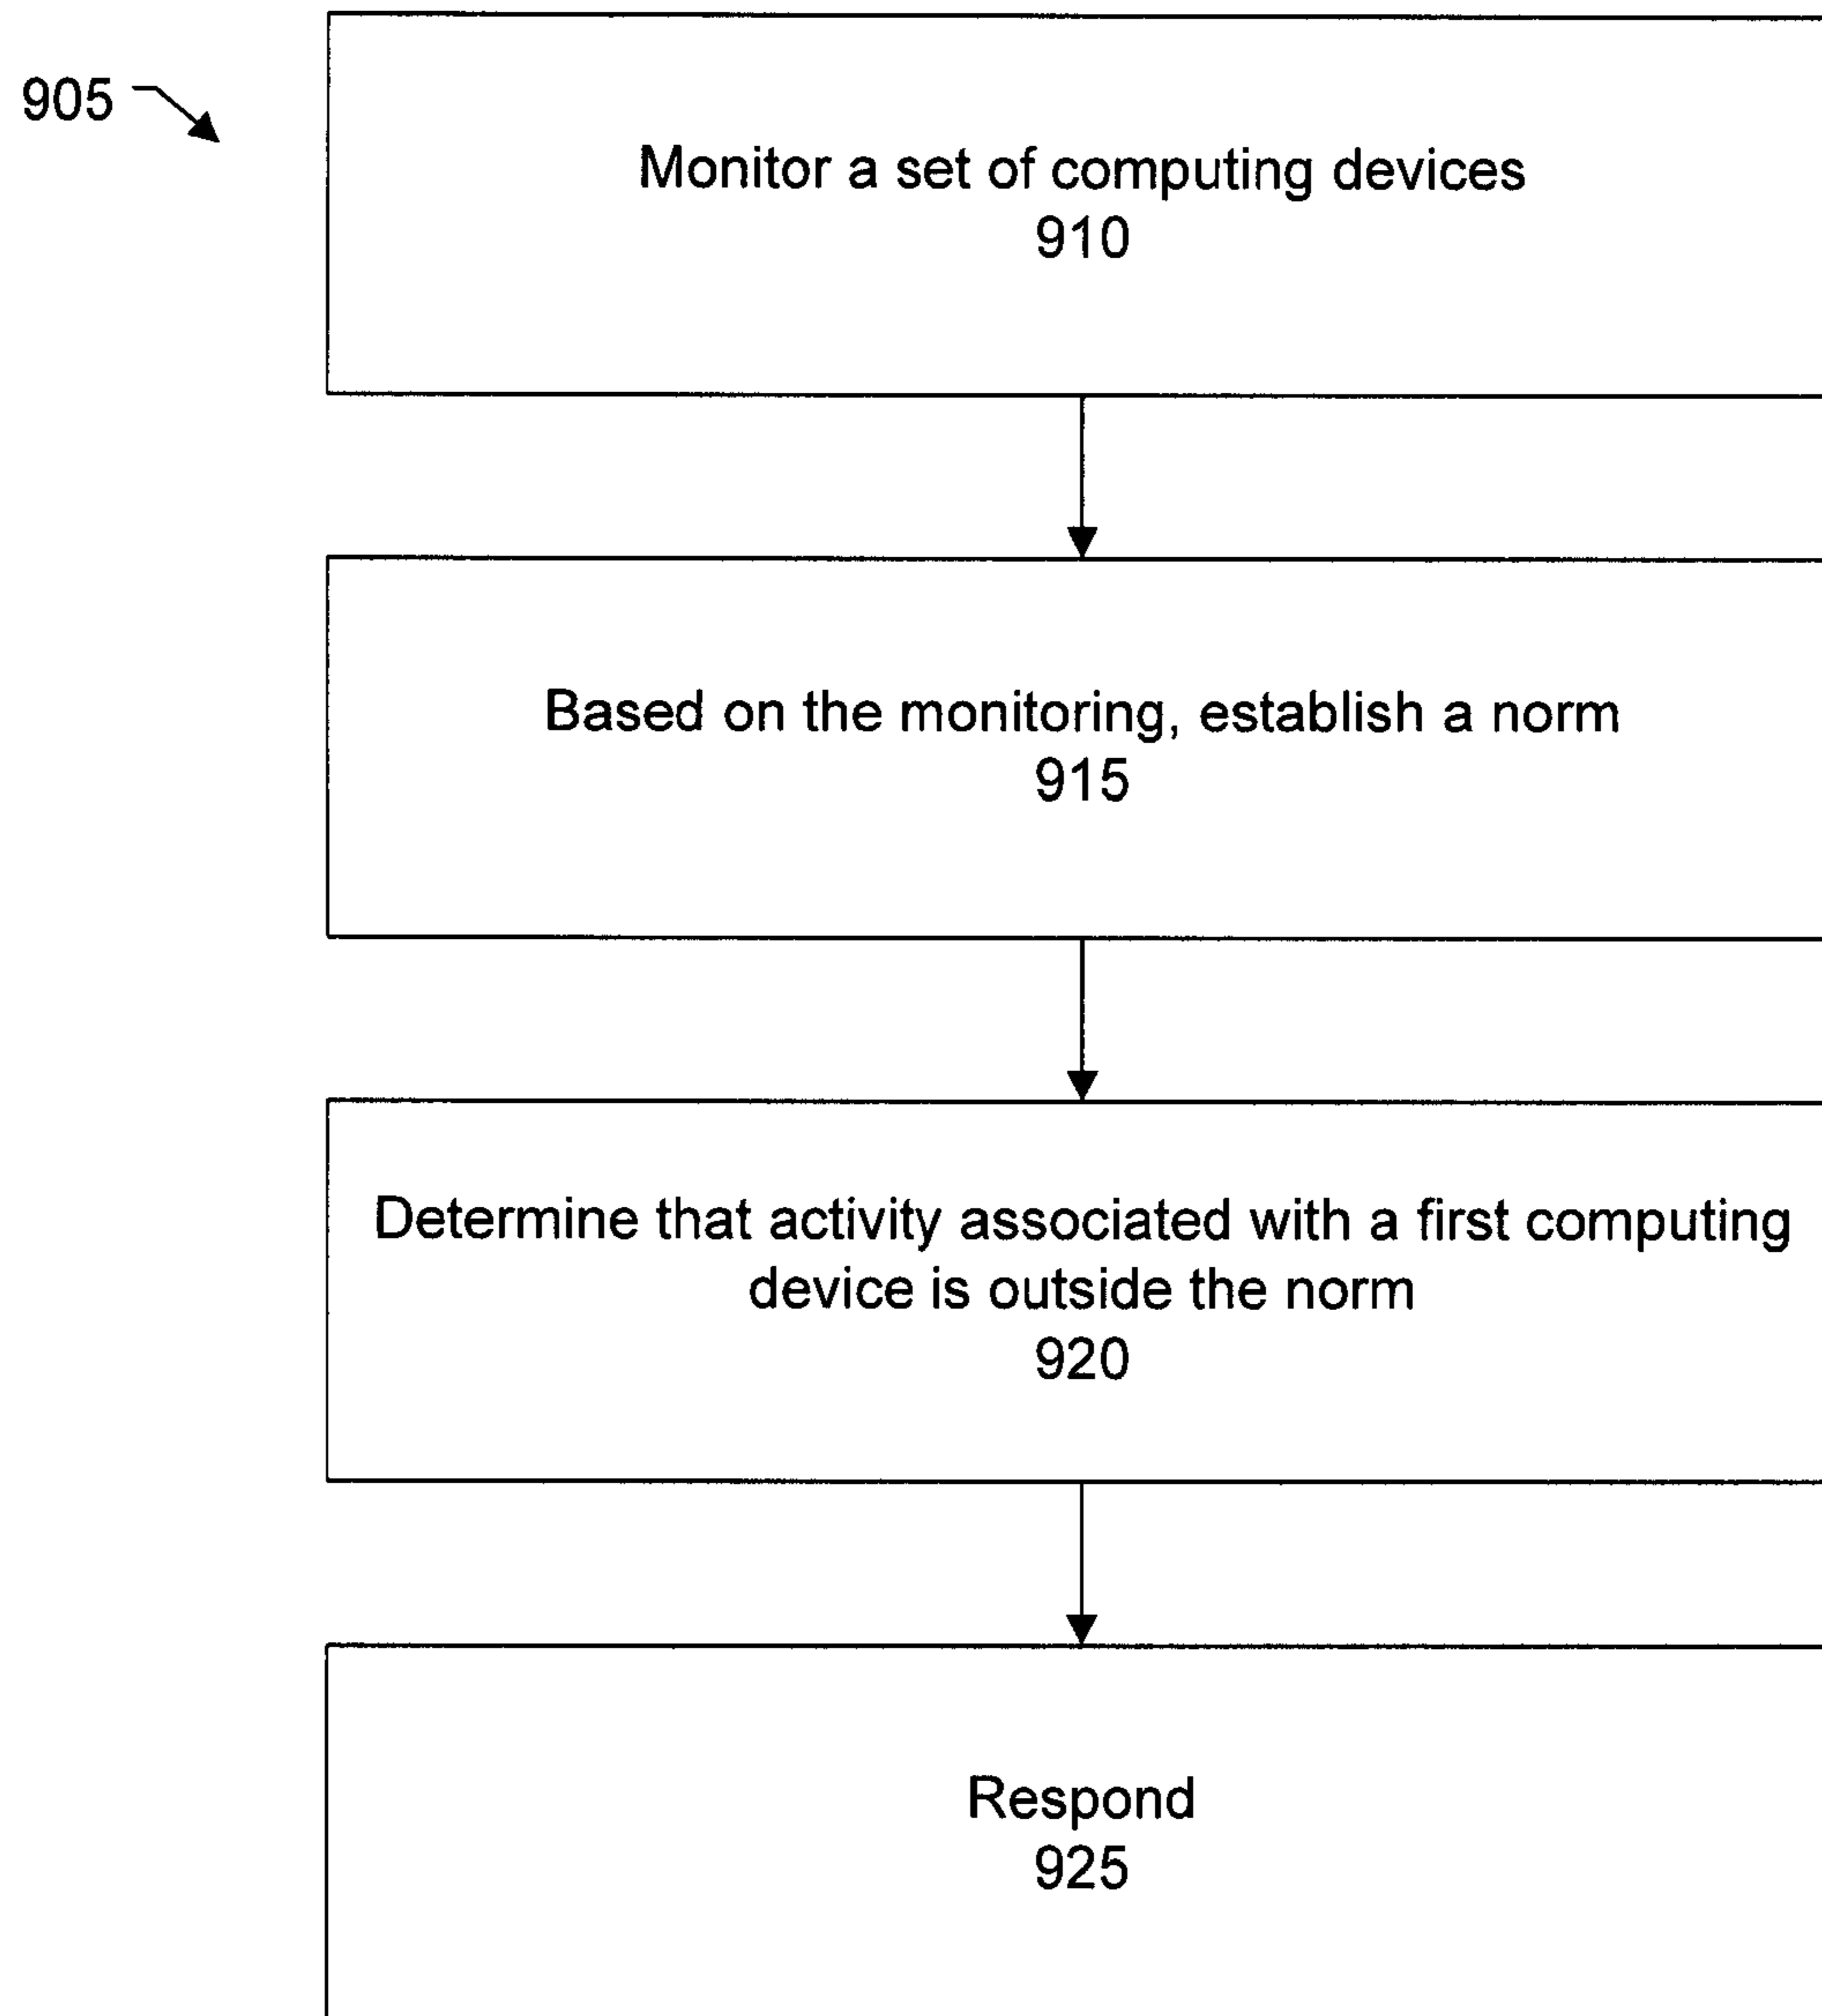 905
Monitor a set of computing devices
910
Based on the monitoring, establish a norm
915
Determine that activity associated with a first computing
device is outside the norm
920
Respond
925